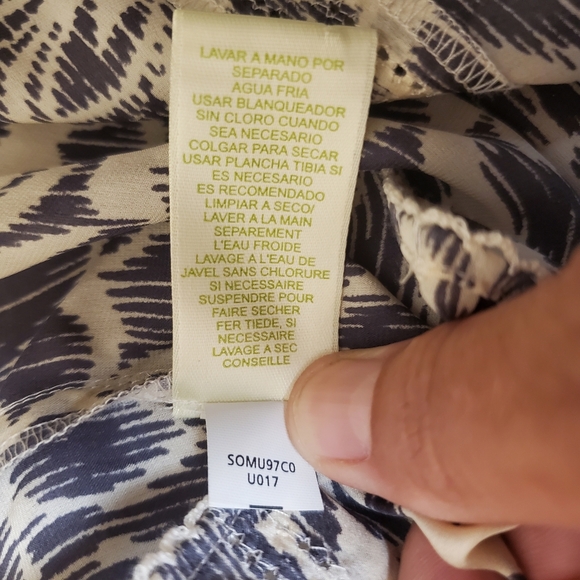 LAVAR A MANO POR
SEPARADO
AGUA FRIA
USAR BLANQUEADOR
SIN CLORO CUANDO
SEA NECESARIO
COLGAR PARA SECAR
USAR PLANCHA TIBIA SI
ES NECESARIO
ES RECOMENDADO
LIMPIAR A SECO/
LAVER A LA MAIN
SEPAREMENT
L'EAU FROIDE
LAVAGE A L'EAU DE
JAVEL SANS CHLORURE
SI NECESSAIRE
SUSPENDRE POUR
FAIRE SECHER
FER TIEDE, SI
NECESSAIRE
LAVAGE A SEC
CONSEILLE
SOMU97C0
U017